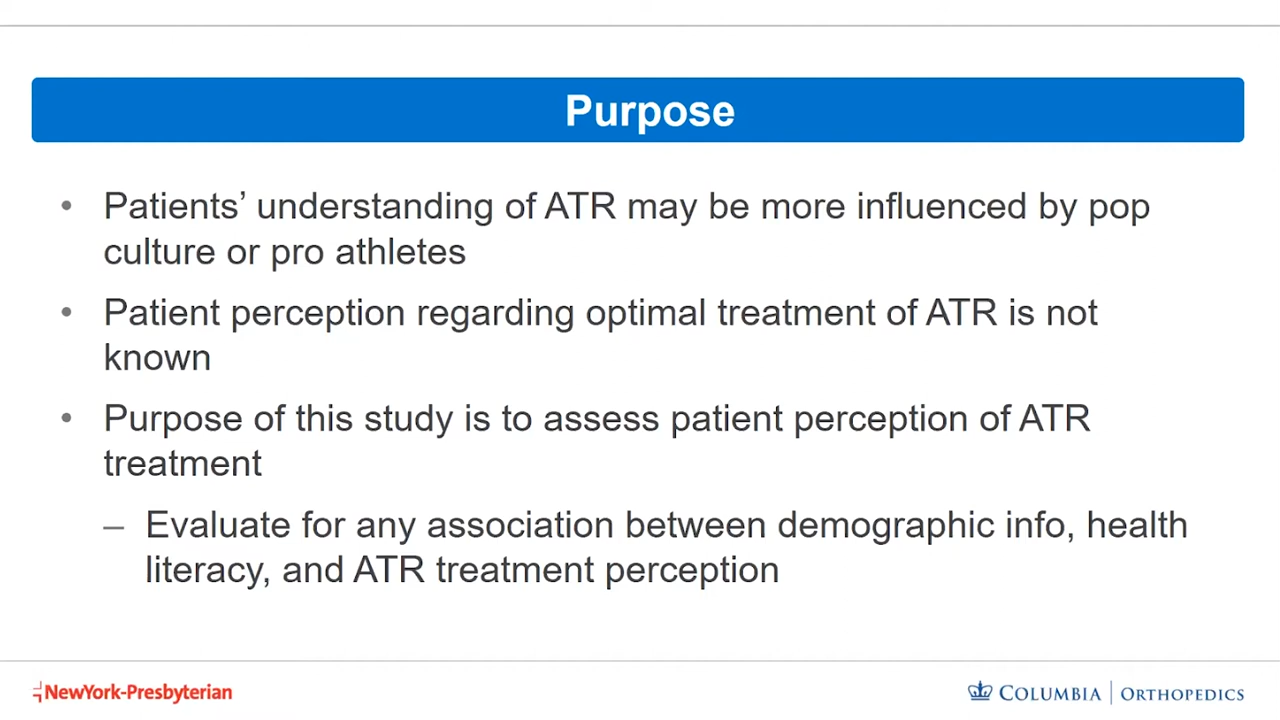 Purpose
• Patients’ understanding of ATR may be more influenced by pop
culture or pro athletes
• Patient perception regarding optimal treatment of ATR is not
known
• Purpose of this study is to assess patient perception of ATR
treatment
– Evaluate for any association between demographic info, health
literacy, and ATR treatment perception
NewYork-Presbyterian
COLUMBIA | ORTHOPEDICS